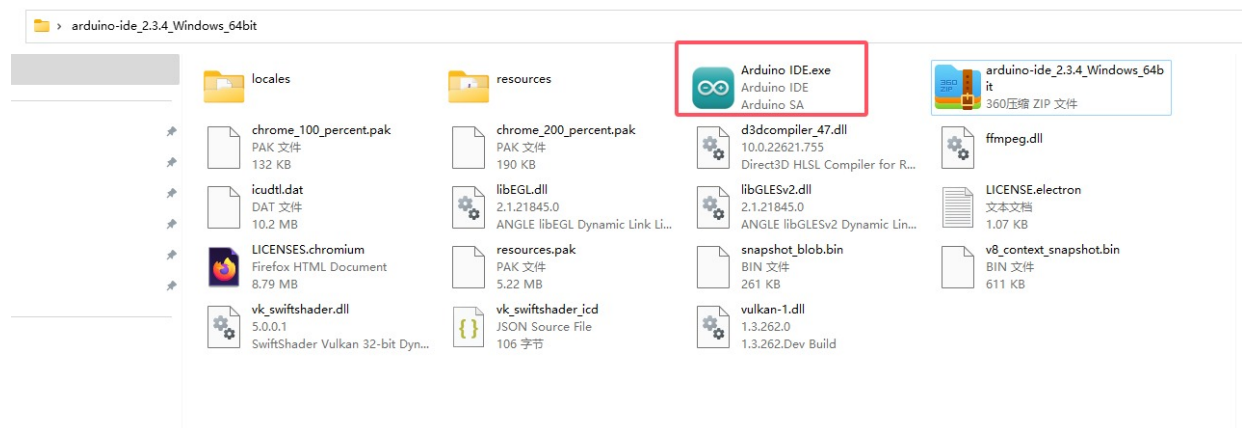 arduino-ide_2.3.4_Windows_64bit
locales
resources
Arduino IDE.exe
Arduino IDE
Arduino SA
arduino-ide_2.3.4_Windows_64b
it
360压缩 ZIP 文件
chrome_100_percent.pak
PAK 文件
132 KB
chrome_200_percent.pak
PAK 文件
190 KB
d3dcompiler_47.dll
10.0.22621.755
Direct3D HLSL Compiler for R...
ffmpeg.dll
icudtl.dat
DAT 文件
10.2 MB
libEGL.dll
2.1.21845.0
ANGLE libEGL Dynamic Link Li...
libGLESv2.dll
2.1.21845.0
ANGLE libGLESv2 Dynamic Lin...
LICENSE.electron
文本文档
1.07 KB
LICENSES.chromium
Firefox HTML Document
8.79 MB
resources.pak
PAK 文件
5.22 MB
snapshot_blob.bin
BIN 文件
261 KB
v8_context_snapshot.bin
BIN 文件
611 KB
vk_swiftshader.dll
5.0.0.1
SwiftShader Vulkan 32-bit Dyn...
vk_swiftshader_icd
JSON Source File
106 字节
vulkan-1.dll
1.3.262.0
1.3.262.Dev Build